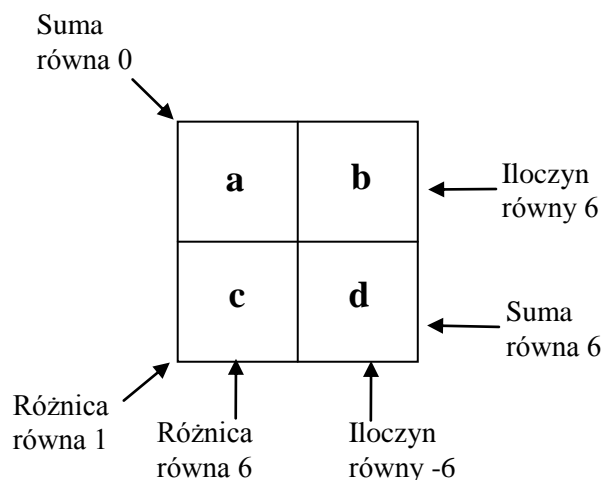 Suma
równa 0
a
b
Iloczyn
równy 6
c
d
Suma
równa 6
Różnica
równa 1
Różnica
równa 6
Iloczyn
równy -6